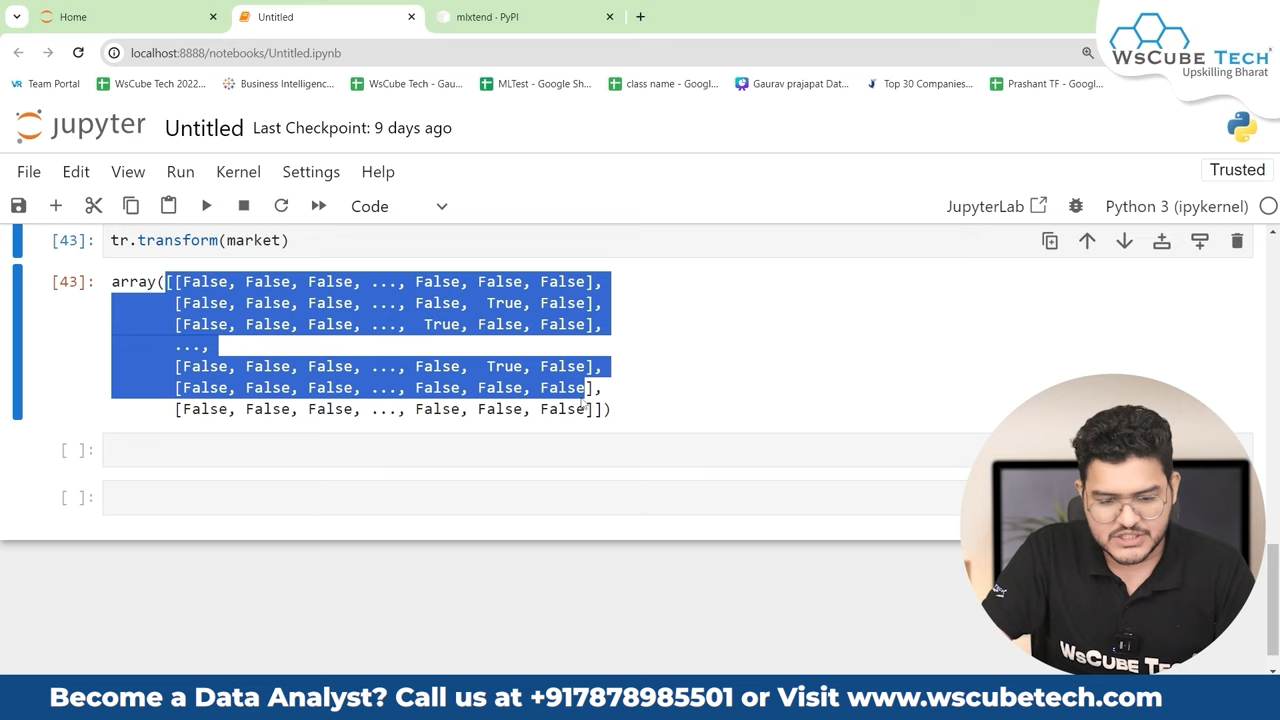 Home
Untitled
mlxtend · PyPI
localhost:8888/notebooks/Untitled.ipynb
WsCube Tech
Upskilling Bharat
Team Portal
WsCube Tech 2022...
Business Intelligenc...
WsCube Tech - Gau...
MLTest - Google Sh...
class name - Googl...
Gaurav prajapat Dat...
Top 30 Companies...
Prashant TF - Googl...
jupyter Untitled Last Checkpoint: 9 days ago
File Edit View Run Kernel Settings Help
Trusted
Code
JupyterLab
Python 3 (ipykernel)
[43]: tr.transform(market)
[43]: array([[False, False, False, ..., False, False, False],
[False, False, False, ..., False, True, False],
[False, False, False, ..., True, False, False],
...,
[False, False, False, ..., False, True, False],
[False, False, False, ..., False, False, False],
[False, False, False, ..., False, False, False]])
[ ]:
[ ]:
WsCube Te
Become a Data Analyst? Call us at +917878985501 or Visit www.wscubetech.com